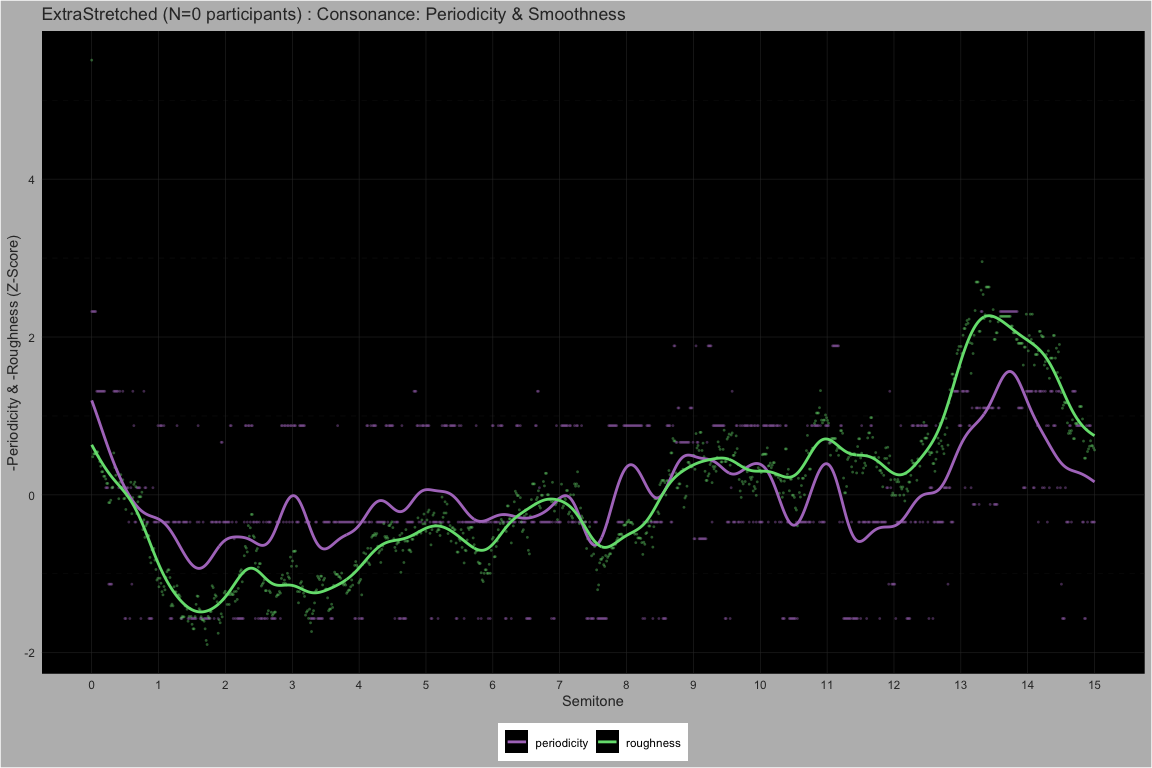 ExtraStretched (N=0 participants) : Consonance: Periodicity & Smoothness
-Periodicity & -Roughness (Z-Score)
4
2
0
-2
0 1 2 3 4 5 6 7 8 9 10 11 12 13 14 15
Semitone
periodicity roughness